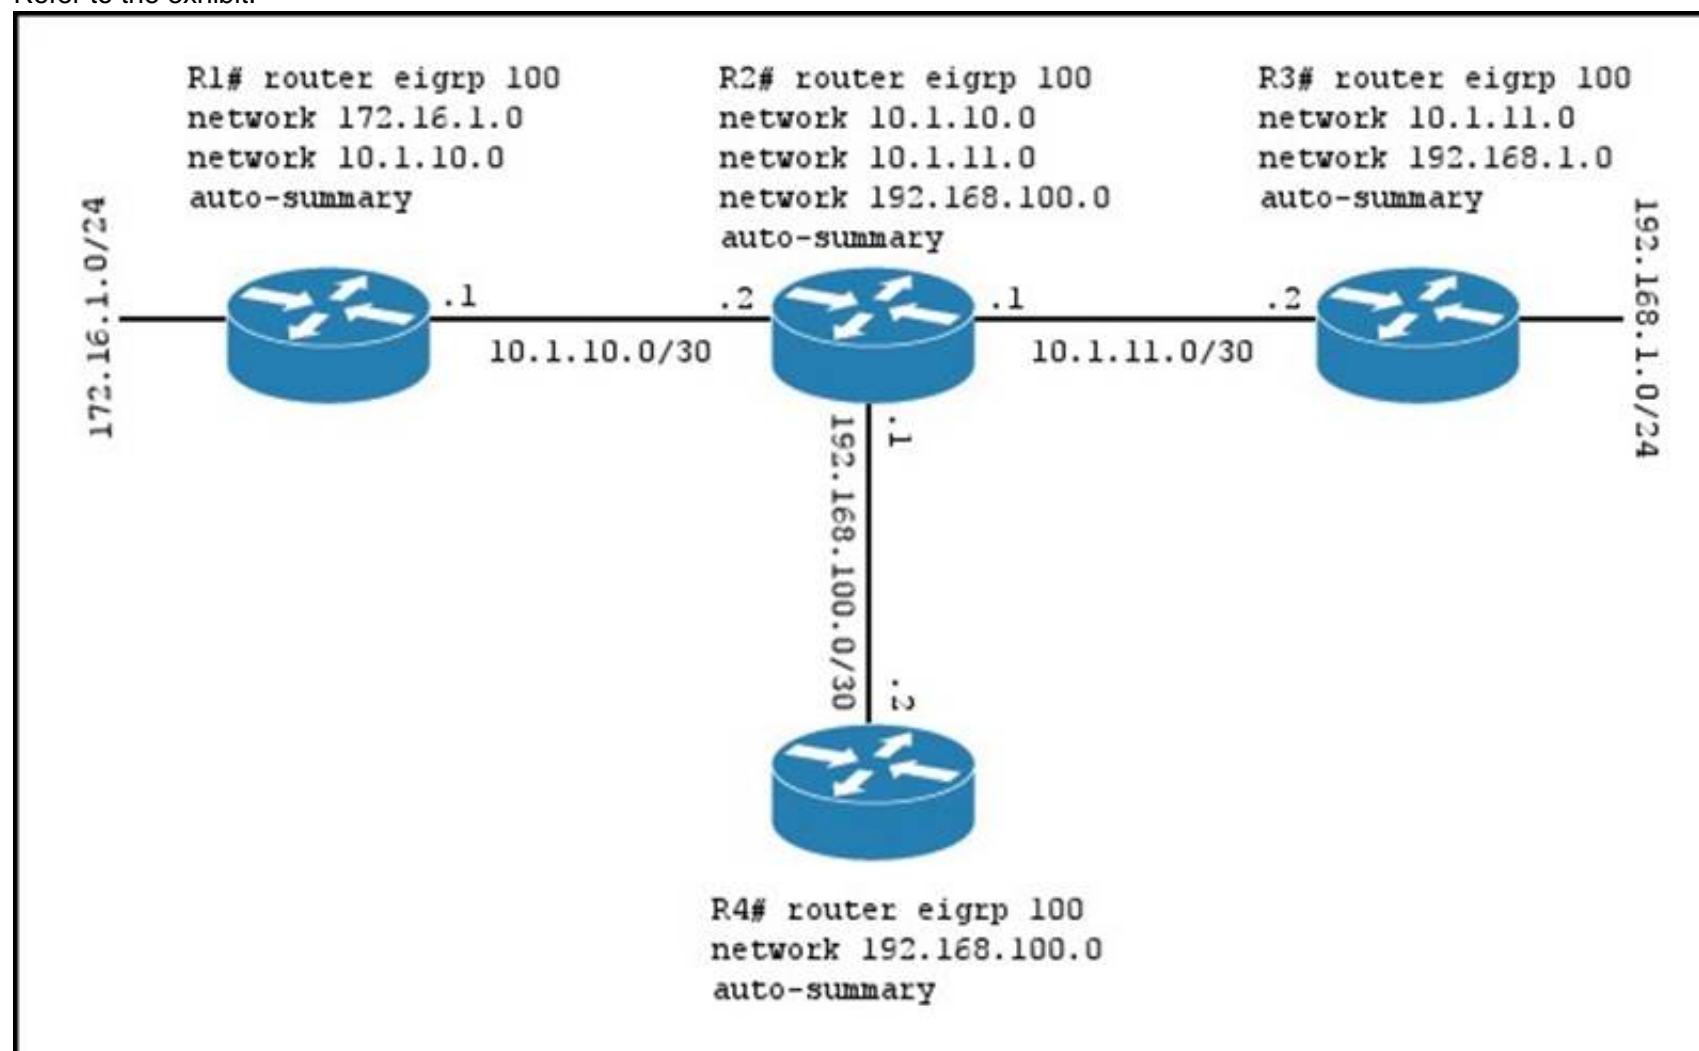 Refer to the exhibit.
R1# router eigrp 100
network 172.16.1.0
network 10.1.10.0
auto-summary
R2# router eigrp 100
network 10.1.10.0
network 10.1.11.0
network 192.168.100.0
auto-summary
R3# router eigrp 100
network 10.1.11.0
network 192.168.1.0
auto-summary
172.16.1.0/24
.1
10.1.10.0/30
.2
.1
10.1.11.0/30
.2
192.168.1.0/24
.1
192.168.100.0/30
.2
R4# router eigrp 100
network 192.168.100.0
auto-summary